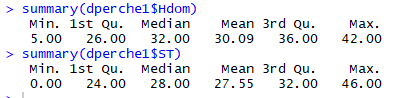 > summary(dperche1$Hdom)
Min. 1st Qu. Median Mean 3rd Qu. Max.
5.00 26.00 32.00 30.09 36.00 42.00
> summary(dperche1$ST)
Min. 1st Qu. Median Mean 3rd Qu. Max.
0.00 24.00 28.00 27.55 32.00 46.00